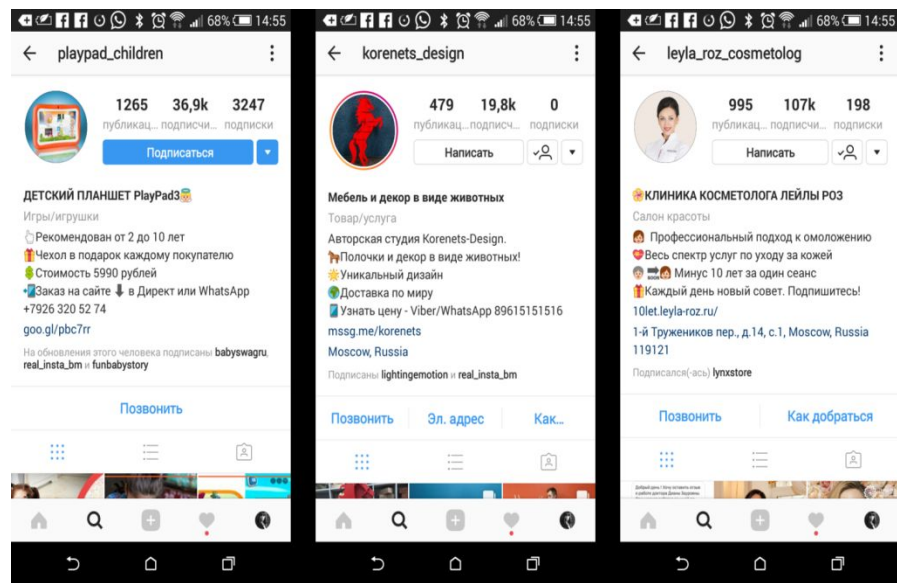 68% 14:55
playpad_children
1265 36,9k 3247
публикац... подписчи... подписки
Подписаться
ДЕТСКИЙ ПЛАНШЕТ PlayPad3
Игры/игрушки
Рекомендован от 2 до 10 лет
Чехол в подарок каждому покупателю
Стоимость 5990 рублей
Заказ на сайте в Директ или WhatsApp
+7926 320 52 74
goo.gl/pbc7rr
На обновления этого человека подписаны babyswagru,
real_insta_bm и funbabystory
Позвонить
68% 14:55
korenets_design
479 19,8k 0
публикац... подписч... подписки
Написать
Мебель и декор в виде животных
Товар/услуга
Авторская студия Korenets-Design.
Полочки и декор в виде животных!
Уникальный дизайн
Доставка по миру
Узнать цену - Viber/WhatsApp 89615151516
mssg.me/korenets
Moscow, Russia
Подписаны lightingemotion и real_insta_bm
Позвонить Эл. адрес Как...
68% 14:55
leyla_roz_cosmetolog
995 107k 198
публикац... подписчи... подписки
Написать
КЛИНИКА КОСМЕТОЛОГА ЛЕЙЛЫ РОЗ
Салон красоты
Профессиональный подход к омоложению
Весь спектр услуг по уходу за кожей
Минус 10 лет за один сеанс
Каждый день новый совет. Подпишитесь!
10let.leyla-roz.ru/
1-й Тружеников пер., д.14, с.1, Moscow, Russia
119121
Подписался(-ась) lynxstore
Позвонить Как добраться